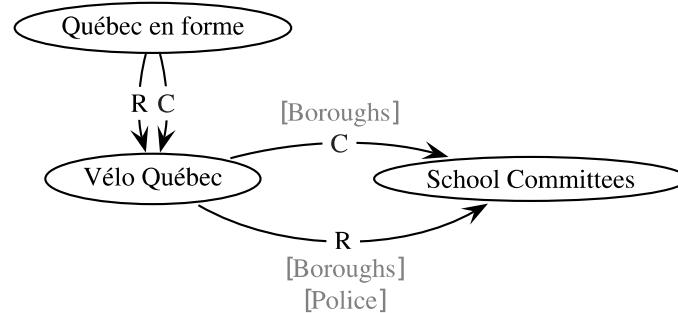 Québec en forme
R C
[Boroughs]
C
Vélo Québec
School Committees
R
[Boroughs]
[Police]